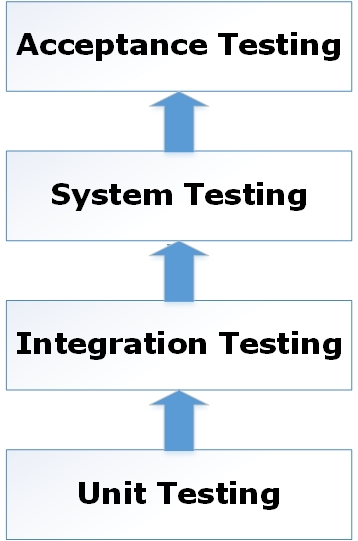 Acceptance Testing
System Testing
Integration Testing
Unit Testing